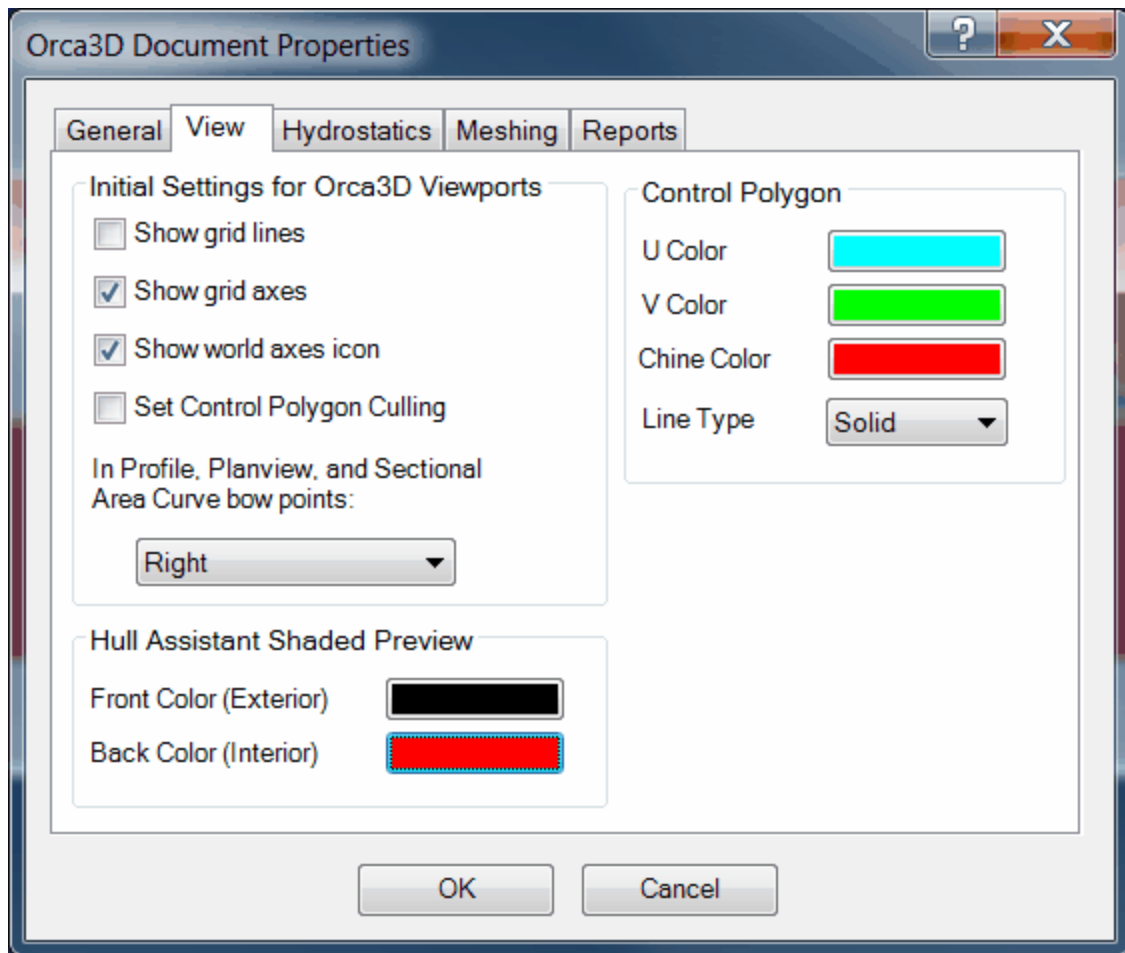 Orca3D Document Properties
General View Hydrostatics Meshing Reports
Initial Settings for Orca3D Viewports
Show grid lines
Show grid axes
Show world axes icon
Set Control Polygon Culling
In Profile, Planview, and Sectional
Area Curve bow points:
Right
Hull Assistant Shaded Preview
Front Color (Exterior)
Back Color (Interior)
Control Polygon
U Color
V Color
Chine Color
Line Type Solid
OK Cancel